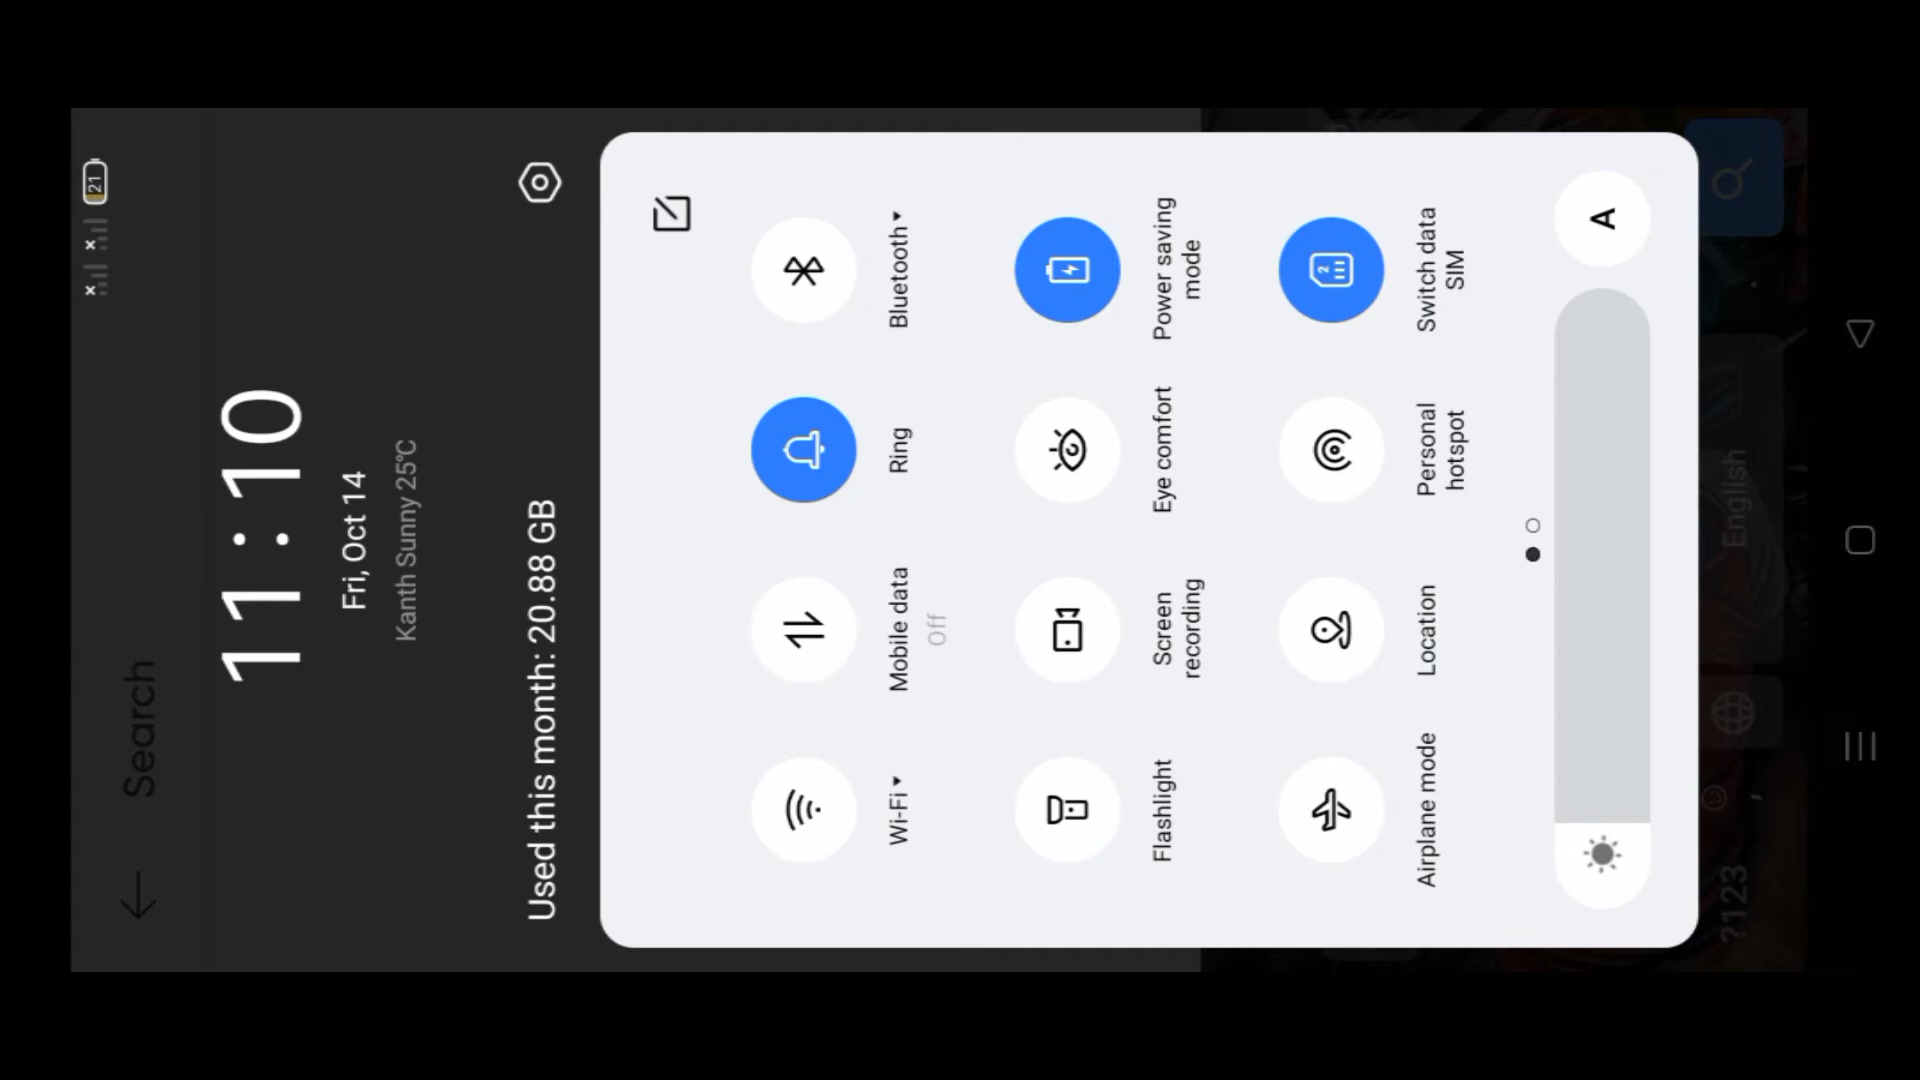 21
Search
11:10
Fri, Oct 14
Kanth Sunny 25°C
Used this month: 20.88 GB
Wi-Fi
Mobile data
Off
Ring
Bluetooth
Flashlight
Screen
recording
Eye comfort
Power saving
mode
Airplane mode
Location
Personal
hotspot
2
Switch data
SIM
A
?123
,
English
.